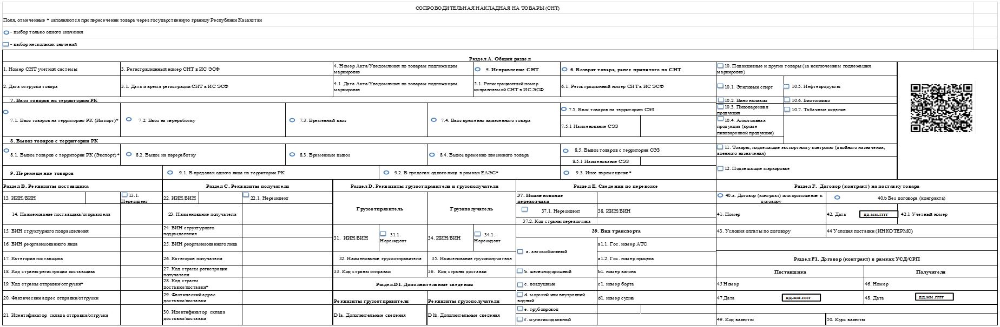 СОПРОВОДИТЕЛЬНАЯ НАКЛАДНАЯ НА ТОВАРЫ (СНТ)
Поля, отмеченные * заполняются при пересечении товара через государственную границу Республики Казахстан
- выбор только одного значения
- выбор нескольких значений
Раздел А. Общий раздел
1. Номер СНТ учетной системы
3. Регистрационный номер СНТ в ИС ЭСФ
4. Номер Акта/Уведомления по товарам подлежащим
маркировке
5. Исправление СНТ
6. Возврат товара, ранее принятого по СНТ
10. Подакцизные и другие товары (за исключением подлежащих
маркировке)
2. Дата отгрузки товара
3.1. Дата и время регистрации СНТ в ИС ЭСФ
4.1 Дата Акта/Уведомления по товарам подлежащим
маркировке
5.1. Регистрационный номер
исправляемой СНТ в ИС ЭСФ
6.1. Регистрационный номер СНТ в ИС ЭСФ
10.1. Этиловый спирт
10.5. Нефтепродукты
7. Ввоз товаров на территорию РК
10.2. Вино наливом
10.6. Биотопливо
7.1. Ввоз товаров на территорию РК (Импорт)*
7.2. Ввоз на переработку
7.3. Временный ввоз
7.4. Ввоз временно вывезенного товара
7.5. Ввоз товаров на территорию СЭЗ
7.5.1 Наименование СЭЗ
10.3. Пивоваренная
продукция
10.7. Табачные изделия
10.4. Алкогольная
продукция (кроме
пивоваренной продукции)
8. Вывоз товаров с территории РК
8.1. Вывоз товаров с территории РК (Экспорт)*
8.2. Вывоз на переработку
8.3. Временный вывоз
8.4. Вывоз временно ввезенного товара
8.5. Вывоз товаров с территории СЭЗ
8.5.1 Наименование СЭЗ
11. Товары, подлежащие экспортному контролю (двойного назначения,
военного назначения)
9. Перемещение товаров
9.1. В пределах одного лица на территории РК
9.2. В пределах одного лица в рамках ЕАЭС*
9.3. Иное перемещение*
12. Подлежащие маркировке
Раздел В. Реквизиты поставщика
Раздел С. Реквизиты получателя
Раздел D. Реквизиты грузоотправителя и грузополучателя
Раздел Е. Сведения по перевозке
Раздел F. Договор (контракт) на поставку товара
13. ИИН/БИН
13.1.
Нерезидент
22. ИИН/БИН
22.1. Нерезидент
Грузоотправитель
Грузополучатель
37. Наименование
перевозчика
40.a. Договор (контракт) или приложение к
договору
40.b Без договора (контракта)
37.1. Нерезидент
38. ИИН/БИН
14. Наименование поставщика/отправителя
23. Наименование получателя
41. Номер
42. Дата
дд.мм.гггг
42.1 Учетный номер
37.2. Код страны перевозчика
15. БИН структурного подразделения
24. БИН структурного
подразделения
31. ИИН/БИН
31.1.
Нерезидент
34. ИИН/БИН
34.1.
Нерезидент
39. Вид транспорта
43. Условия оплаты по договору
44 Условия поставки (ИНКОТЕРМС)
16. БИН реорганизованного лица
25. БИН реорганизованного лица
а. автомобильный
а1.1. Гос. номер АТС
17. Категория поставщика
26. Категория получателя
32. Наименование грузоотправителя
35. Наименование грузополучателя
а1.2. Гос. номер прицепа
Раздел F1. Договор (контракт) в рамках УСД/СРП
18. Код страны регистрации поставщика
27. Код страны регистрации
получателя
33. Код страны отправки
36. Код страны доставки
b. железнодорожный
b1. номер вагона
Поставщика
Получателя
19. Код страны отправки/отгрузки*
28. Код страны
доставки/поставки*
Раздел D1. Дополнительные сведения
с. воздушный
с1. номер борта
45 Номер
46. Номер
20. Фактический адрес отправки/отгрузки
29. Фактический адрес
доставки/поставки
Реквизиты грузоотправителя
Реквизиты грузополучателя
d. морской или внутренний
водный
d1. номер судна
47 Дата
дд.мм.гггг
48. Дата
дд.мм.гггг
21. Идентификатор склада отправки/отгрузки
30. Идентификатор склада
доставки/поставки
D1a. Дополнительные сведения
D1b. Дополнительные сведения
е. трубопровод
f. мультимодальный
49. Код валюты
50. Курс валюты